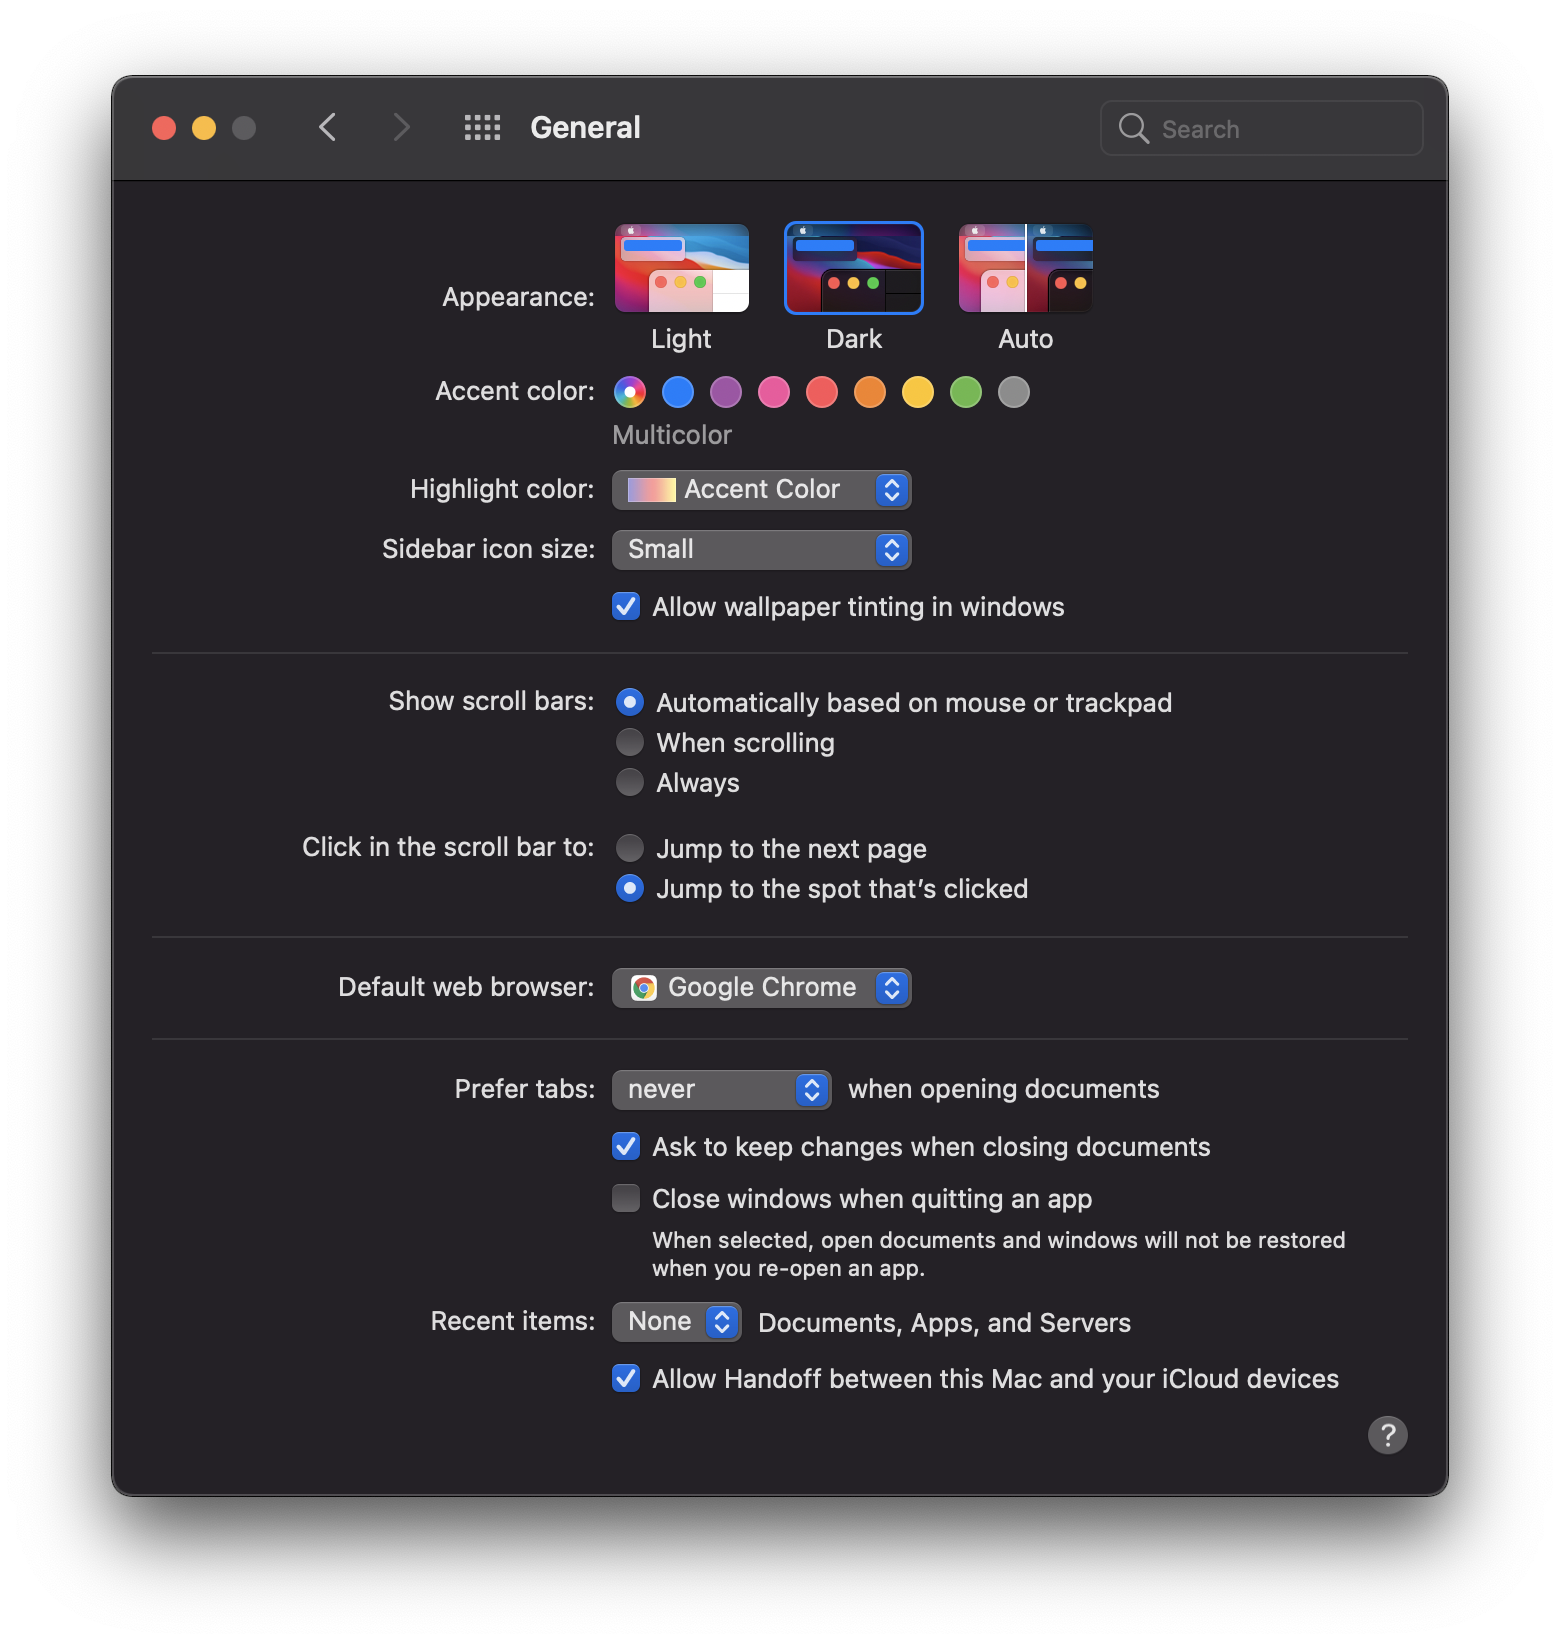 General
Search
Appearance:
Light
Dark
Auto
Accent color:
Multicolor
Highlight color: Accent Color
Sidebar icon size: Small
Allow wallpaper tinting in windows
Show scroll bars: Automatically based on mouse or trackpad
When scrolling
Always
Click in the scroll bar to: Jump to the next page
Jump to the spot that’s clicked
Default web browser: Google Chrome
Prefer tabs: never when opening documents
Ask to keep changes when closing documents
Close windows when quitting an app
When selected, open documents and windows will not be restored
when you re-open an app.
Recent items: None Documents, Apps, and Servers
Allow Handoff between this Mac and your iCloud devices
?